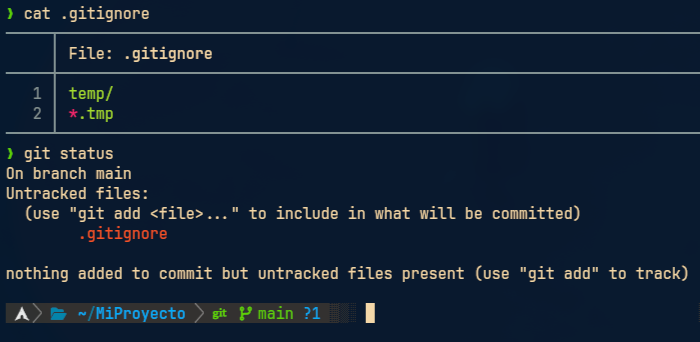 ❯ cat .gitignore
File: .gitignore
1 temp/
2 *.tmp
❯ git status
On branch main
Untracked files:
(use "git add <file>..." to include in what will be committed)
.gitignore
nothing added to commit but untracked files present (use "git add" to track)
~/MiProyecto git main ?1